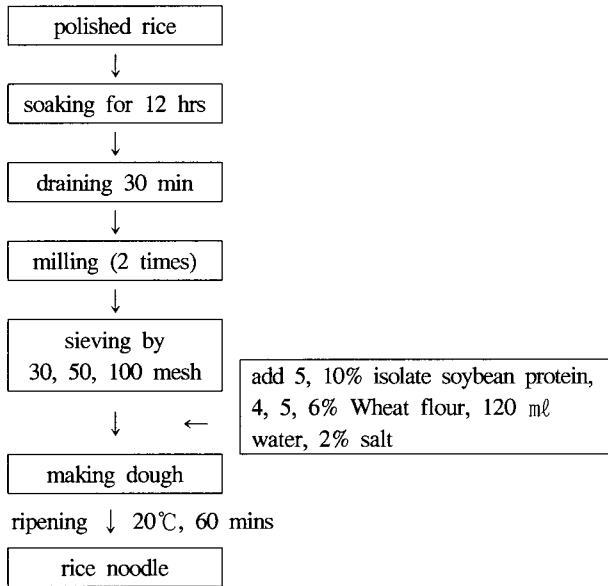 polished rice
↓
soaking for 12 hrs
↓
draining 30 min
↓
milling (2 times)
↓
sieving by
30, 50, 100 mesh
add 5, 10% isolate soybean protein,
4, 5, 6% Wheat flour, 120 ㎖
water, 2% salt
↓ ←
making dough
ripening ↓ 20℃, 60 mins
rice noodle